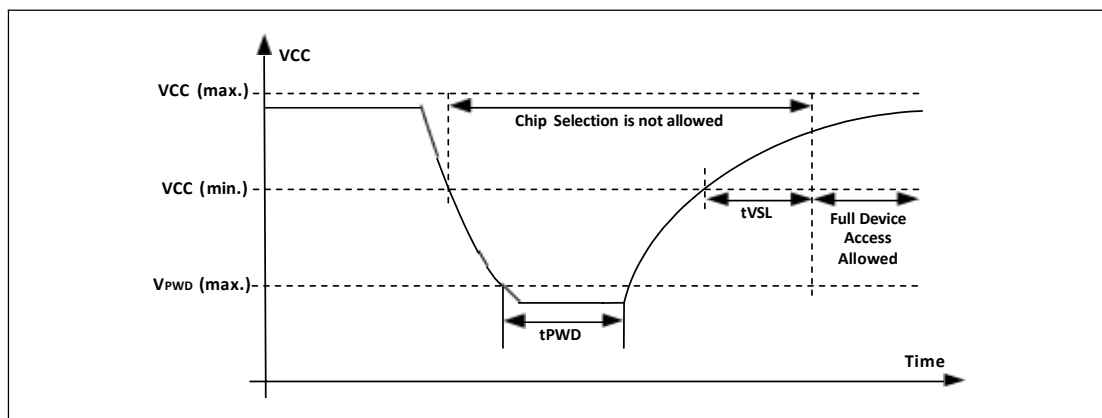 VCC
VCC (max.)
Chip Selection is not allowed
VCC (min.)
tVSL
Full Device
Access
Allowed
VPWD (max.)
tPWD
Time